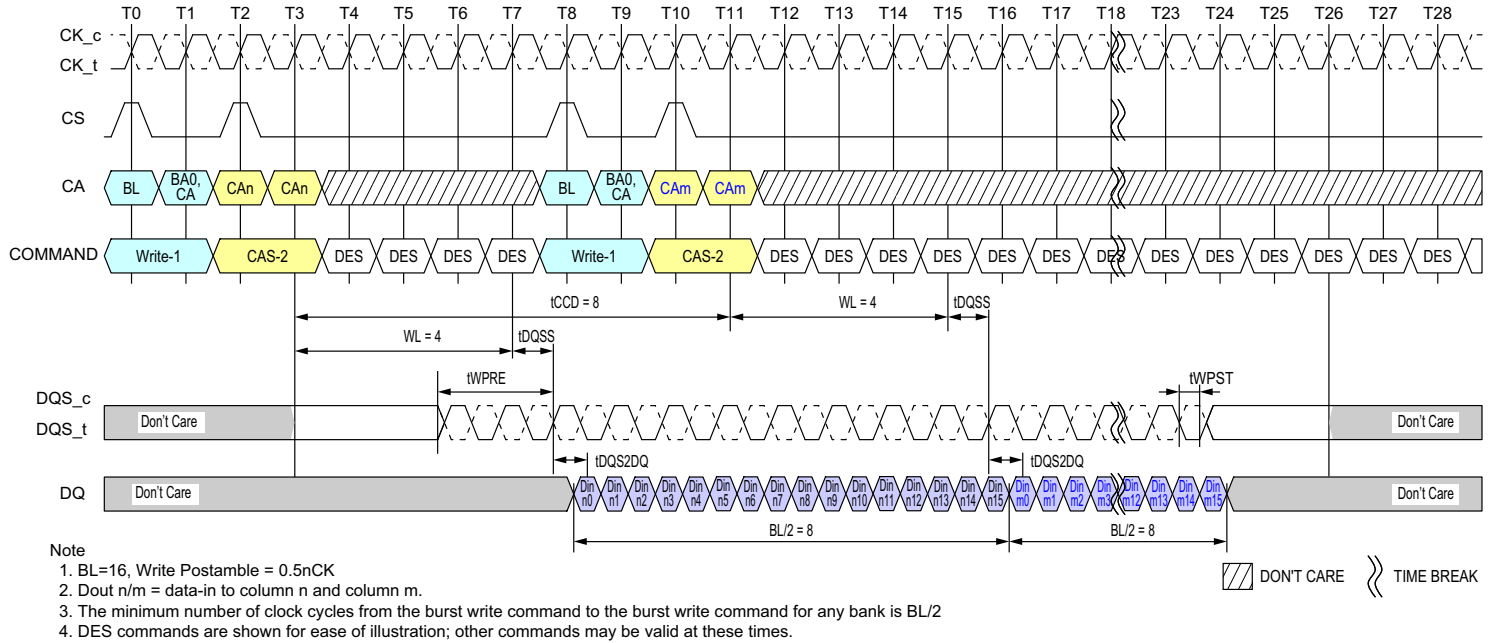 T0 T1 T2 T3 T4 T5 T6 T7 T8 T9 T10 T11 T12 T13 T14 T15 T16 T17 T18 T23 T24 T25 T26 T27 T28
CK_c
CK_t
CS
CA BL BA0, CA CAn CAn BL BA0, CA CAm CAm
COMMAND Write-1 CAS-2 DES DES DES DES Write-1 CAS-2 DES DES DES DES DES DES DES DES DES DES DES DES DES
tCCD = 8 WL = 4 tDQSS
WL = 4 tDQSS
tWPRE tWPST
DQS_c
DQS_t
Don't Care Don't Care
tDQS2DQ tDQS2DQ
DQ Don't Care Din n0 Din n1 Din n2 Din n3 Din n4 Din n5 Din n6 Din n7 Din n8 Din n9 Din n10 Din n11 Din n12 Din n13 Din n14 Din n15 Din m0 Din m1 Din m2 Din m3 Din m12 Din m13 Din m14 Din m15 Don't Care
BL/2 = 8 BL/2 = 8
Note
1. BL=16, Write Postamble = 0.5nCK
2. Dout n/m = data-in to column n and column m.
3. The minimum number of clock cycles from the burst write command to the burst write command for any bank is BL/2
4. DES commands are shown for ease of illustration; other commands may be valid at these times.
DON'T CARE TIME BREAK